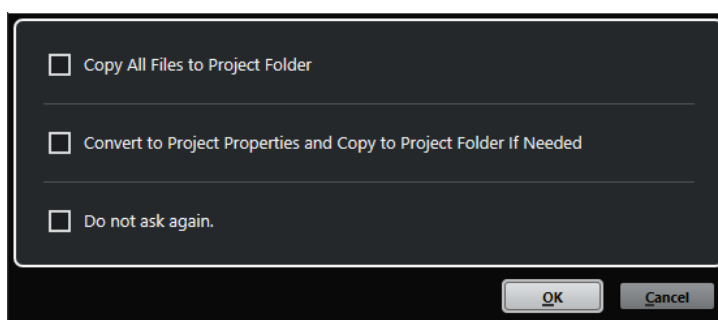 Copy All Files to Project Folder
Convert to Project Properties and Copy to Project Folder If Needed
Do not ask again.
OK
Cancel